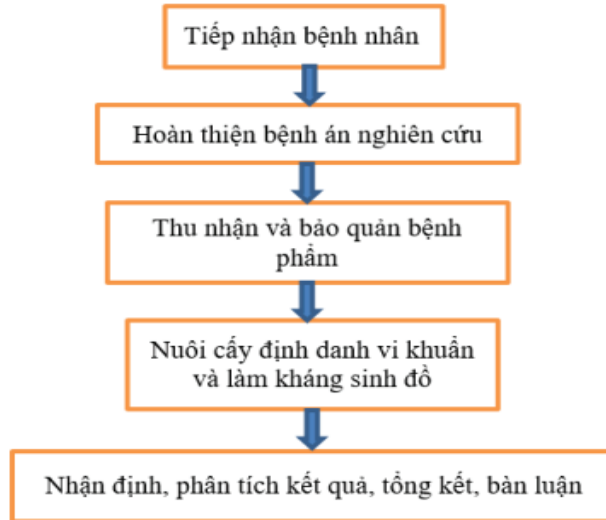 Tiếp nhận bệnh nhân
Hoàn thiện bệnh án nghiên cứu
Thu nhận và bảo quản bệnh
phẩm
Nuôi cấy định danh vi khuẩn
và làm kháng sinh đồ
Nhận định, phân tích kết quả, tổng kết, bàn luận